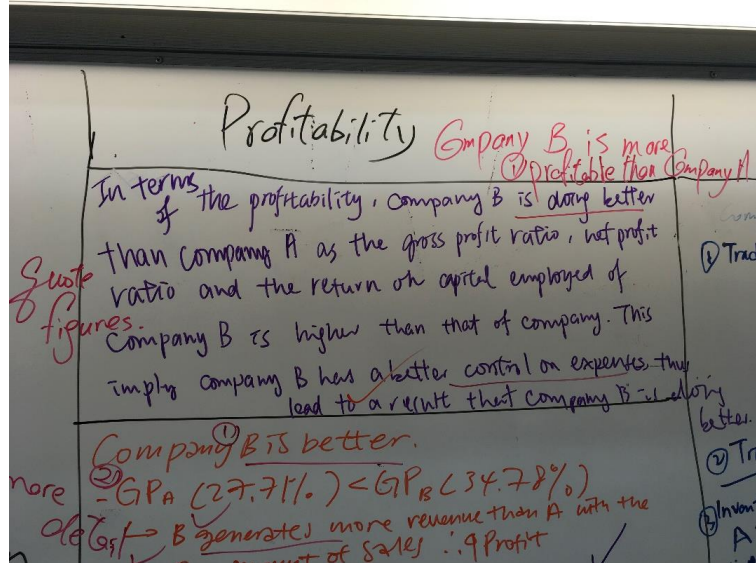 Profitability
Company B is more
① profitable than Company A
In terms
of the profitability, company B is doing better
than company A as the gross profit ratio, net profit
ratio and the return on capital employed of
company B is higher than that of company. This
imply company B has a better control on expenses, thus
lead to a result that company B is doing
better.
quote
figures.
① Company B is better.
② - GPA (27.71%) < GPB (34.78%)
more
B generates more revenue than A with the
of sales ∴ Profit
① Trad
② Tr
③ Inven
A